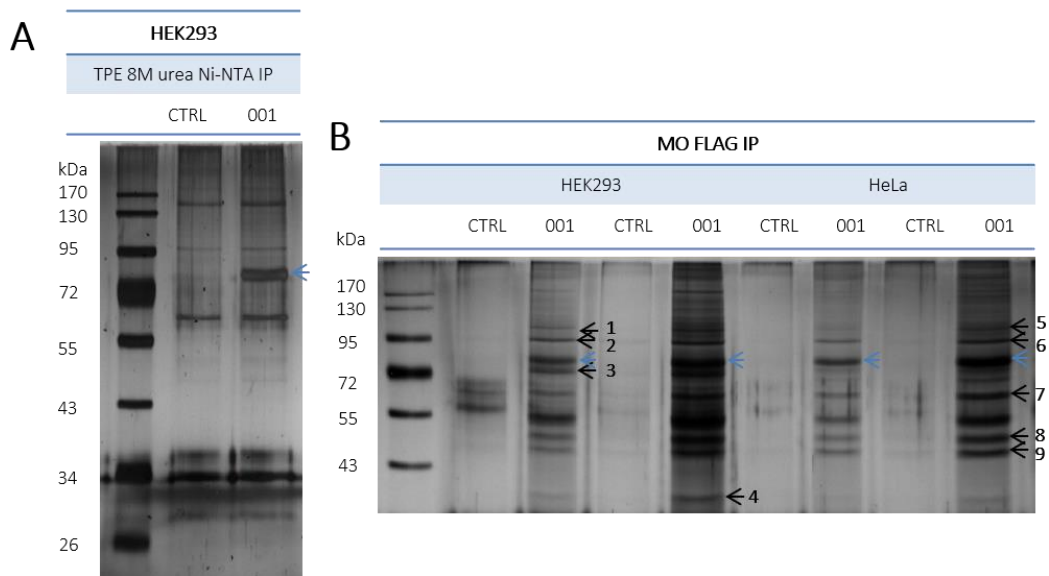 A
HEK293
TPE 8M urea Ni-NTA IP
CTRL 001
kDa
170
130
95
72
55
43
34
26
B
MO FLAG IP
HEK293 HeLa
CTRL 001 CTRL 001 CTRL 001 CTRL 001
kDa
170
130
95
72
55
43
1
2
3
4
5
6
7
8
9